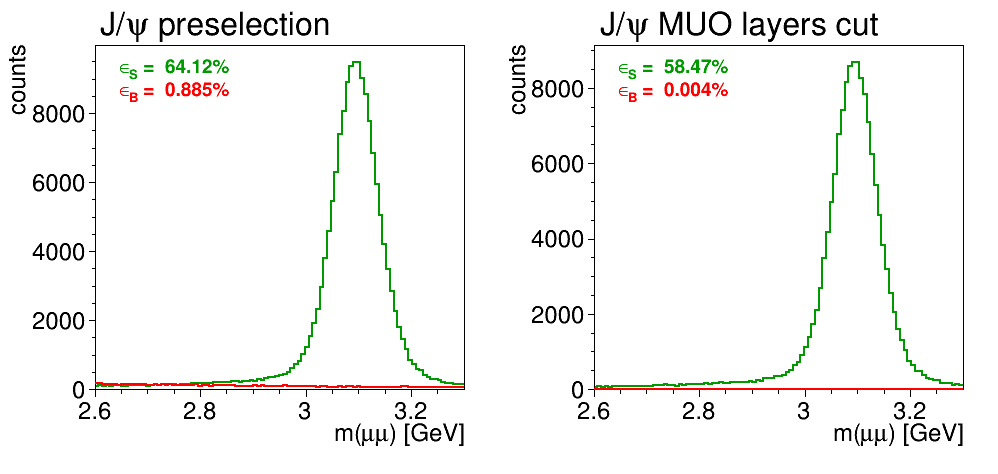 J/ψ preselection
counts
ϵS = 64.12%
ϵB = 0.885%
8000
6000
4000
2000
0
2.6 2.8 3 3.2
m(μμ) [GeV]
J/ψ MUO layers cut
counts
ϵS = 58.47%
ϵB = 0.004%
8000
6000
4000
2000
0
2.6 2.8 3 3.2
m(μμ) [GeV]